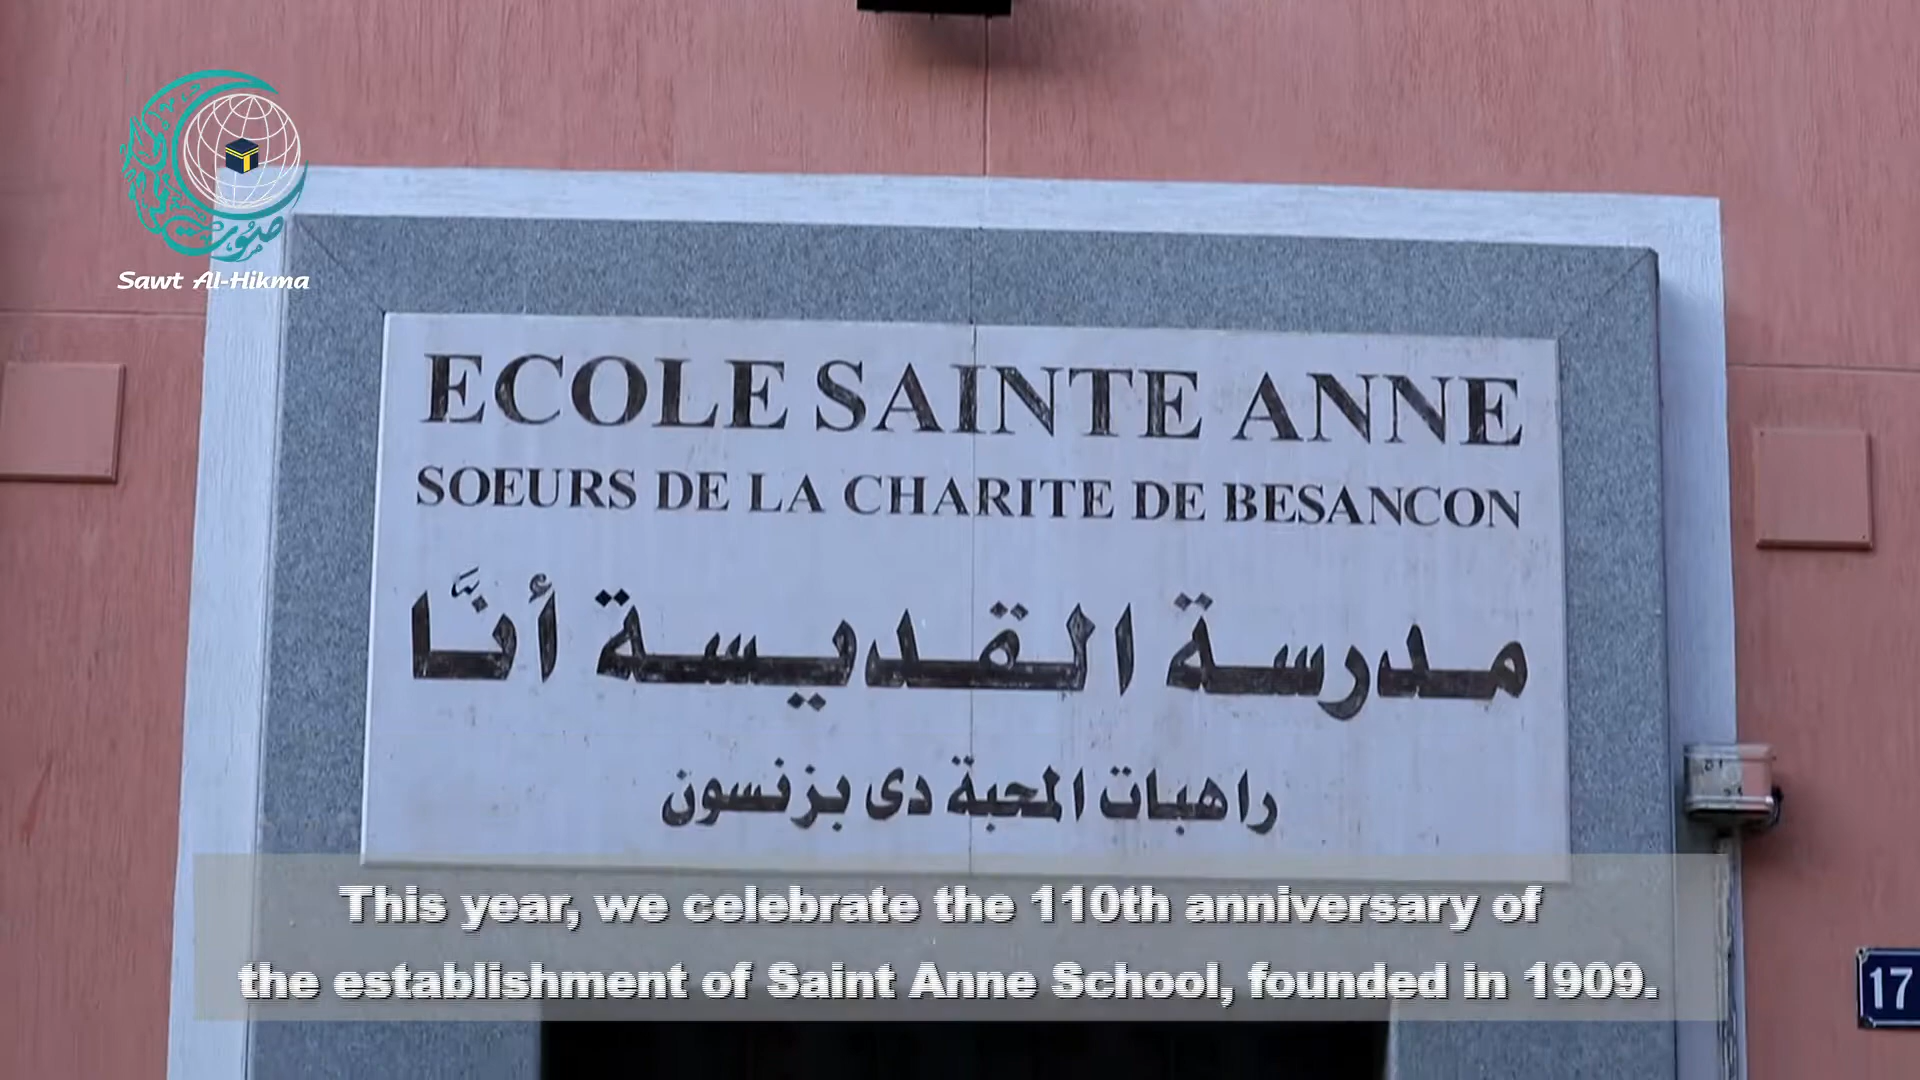 صوت
Sawt Al-Hikma
ECOLE SAINTE ANNE
SOEURS DE LA CHARITE DE BESANCON
مدرسة القديسة أنَّا
راهبات المحبة دى بزنسون
This year, we celebrate the 110th anniversary of
the establishment of Saint Anne School, founded in 1909.
17